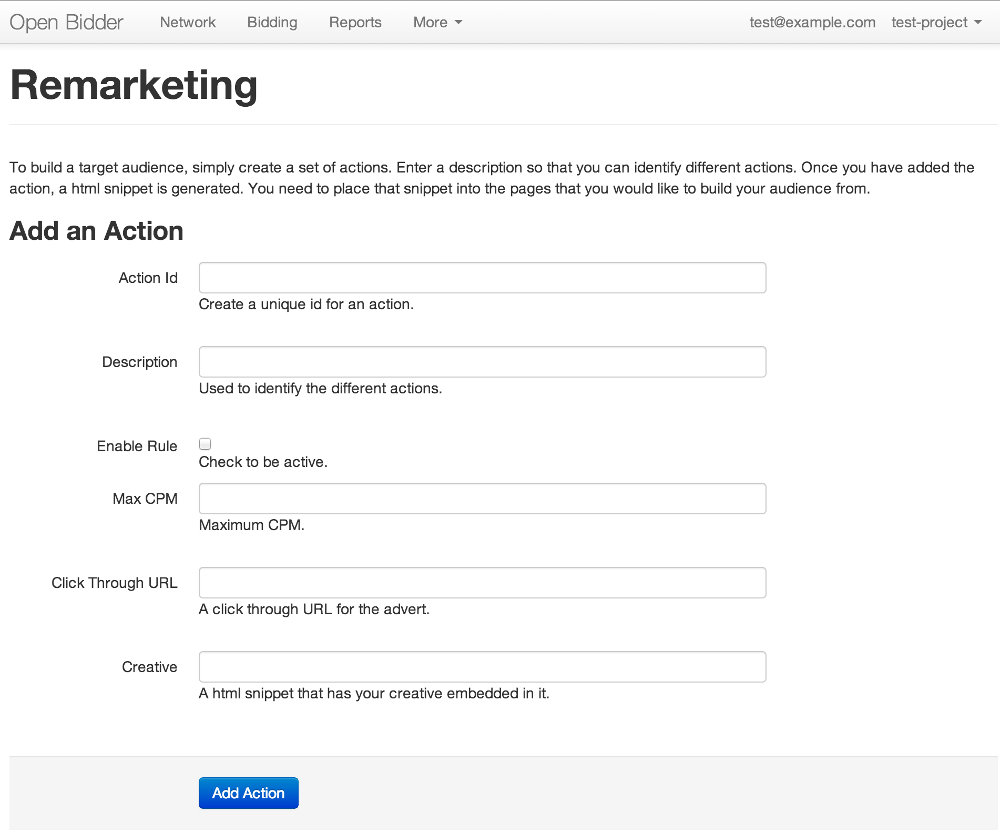 Open Bidder Network Bidding Reports More test@example.com test-project
Remarketing
To build a target audience, simply create a set of actions. Enter a description so that you can identify different actions. Once you have added the
action, a html snippet is generated. You need to place that snippet into the pages that you would like to build your audience from.
Add an Action
Action Id
Create a unique id for an action.
Description
Used to identify the different actions.
Enable Rule
Check to be active.
Max CPM
Maximum CPM.
Click Through URL
A click through URL for the advert.
Creative
A html snippet that has your creative embedded in it.
Add Action